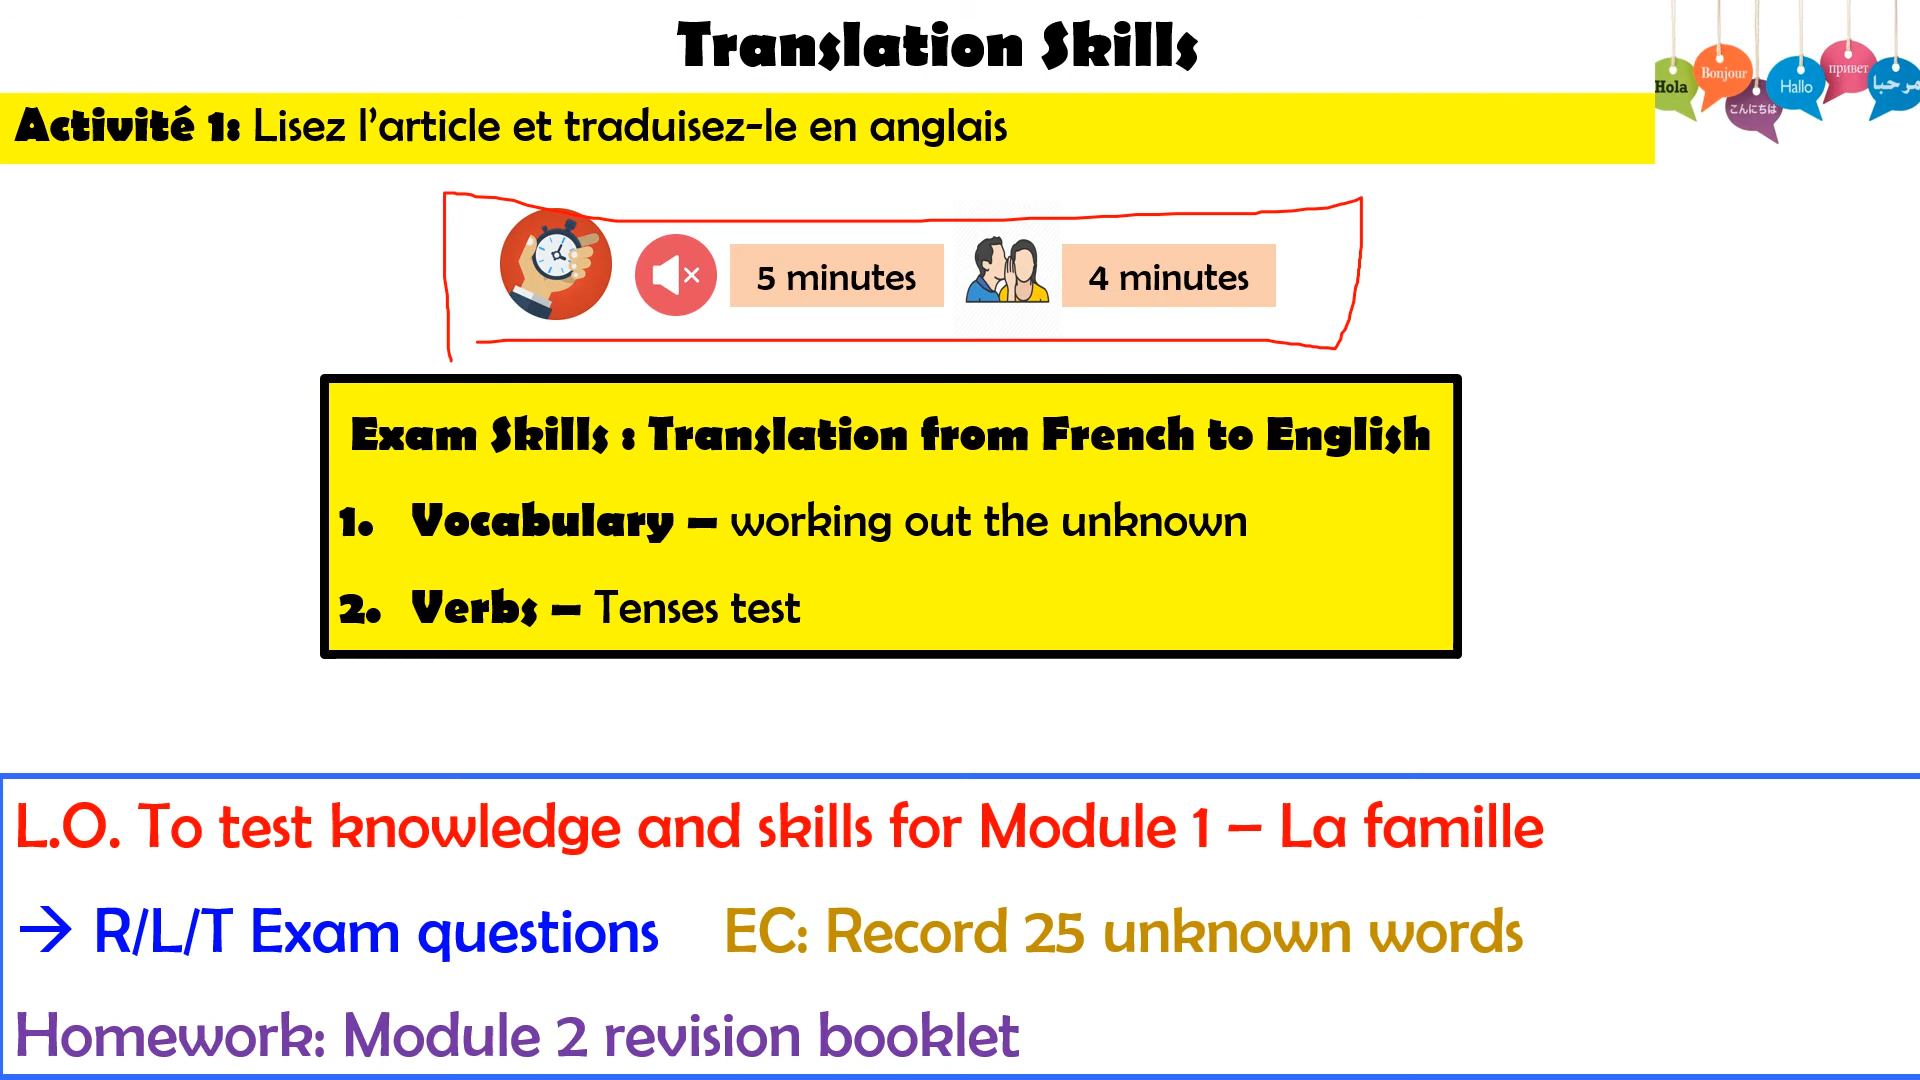 Translation Skills
Hola
Bonjour
こんにちは
Hallo
привет
مرحبا
Activité 1: Lisez l’article et traduisez-le en anglais
5 minutes
4 minutes
Exam Skills : Translation from French to English
1. Vocabulary – working out the unknown
2. Verbs – Tenses test
L.O. To test knowledge and skills for Module 1 – La famille
→ R/L/T Exam questions EC: Record 25 unknown words
Homework: Module 2 revision booklet